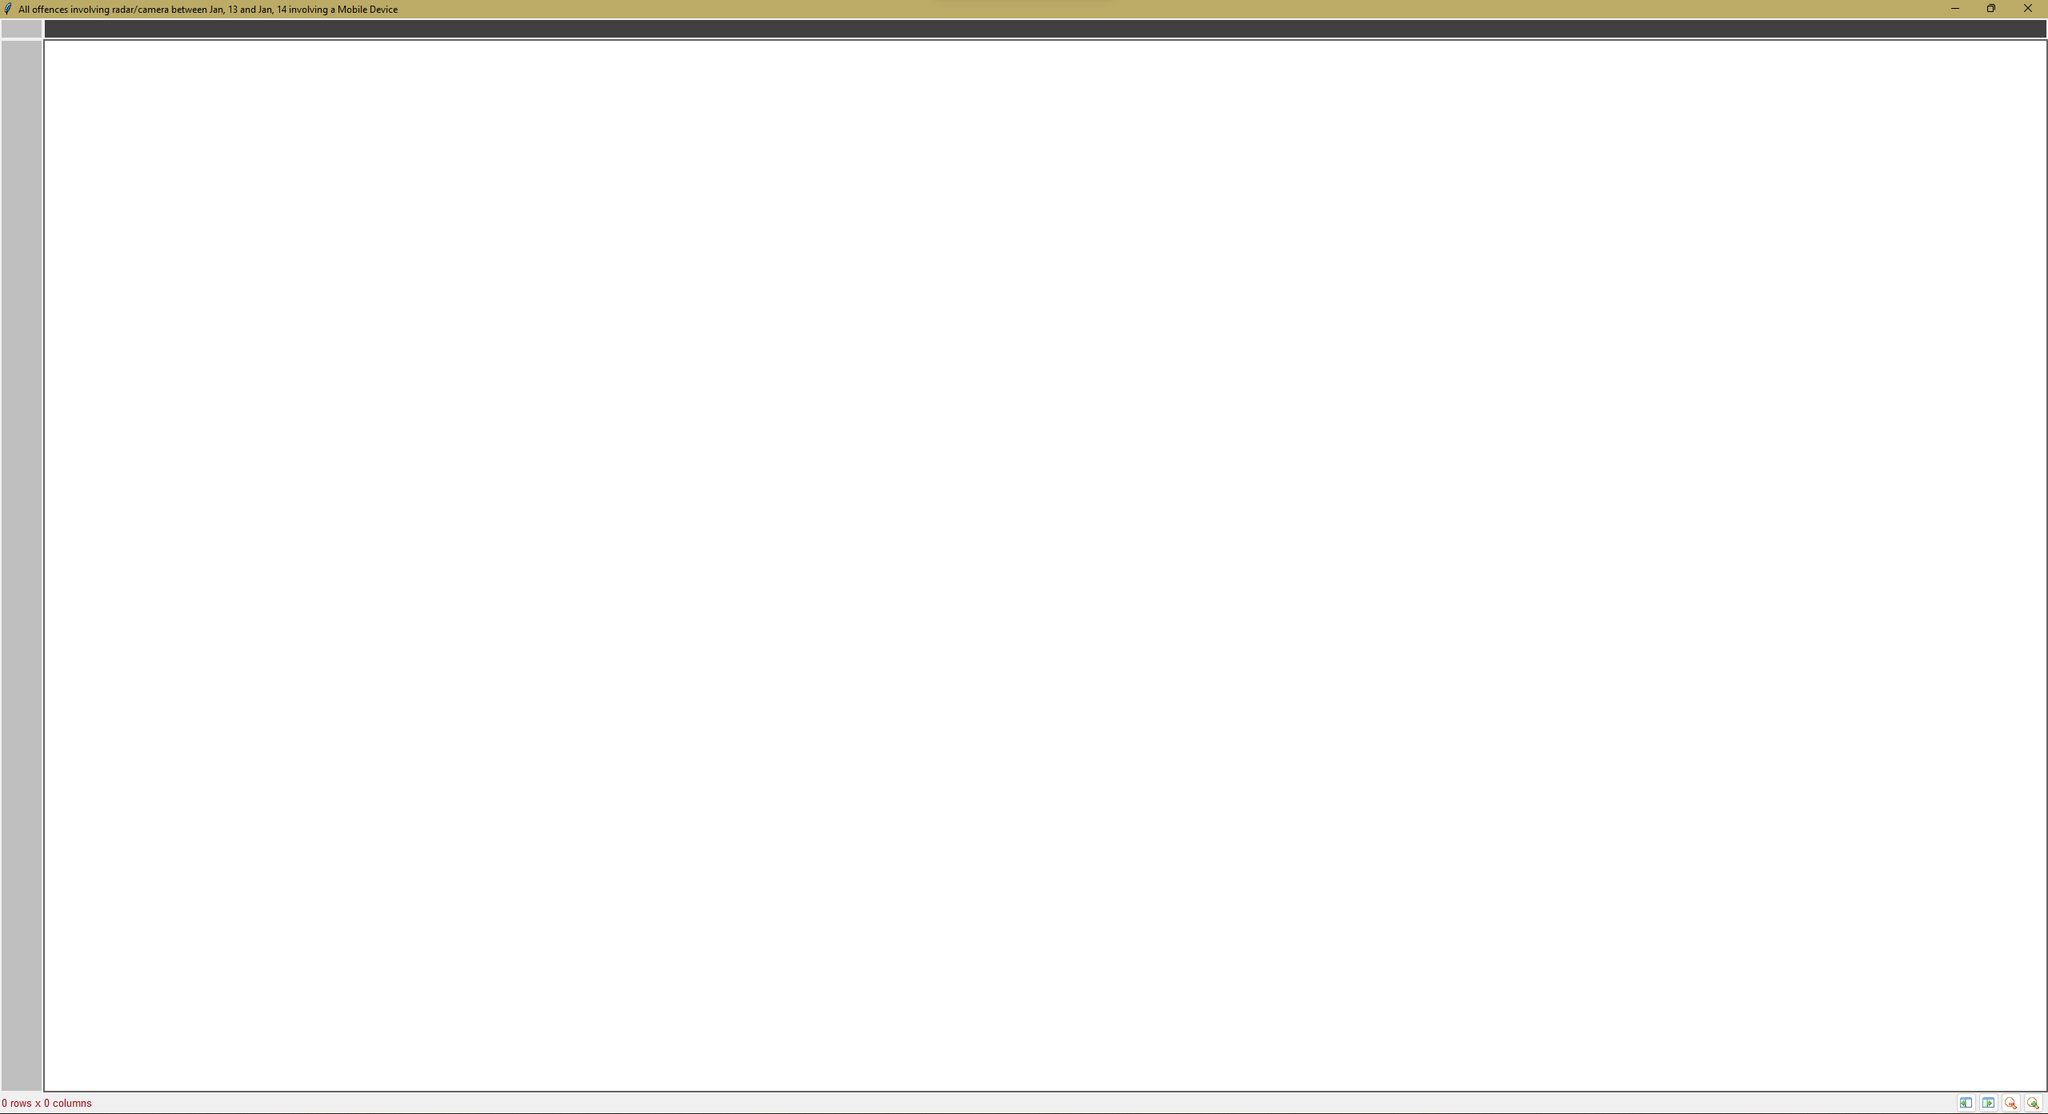 All offences involving radar/camera between Jan, 13 and Jan, 14 involving a Mobile Device
0 rows x 0 columns